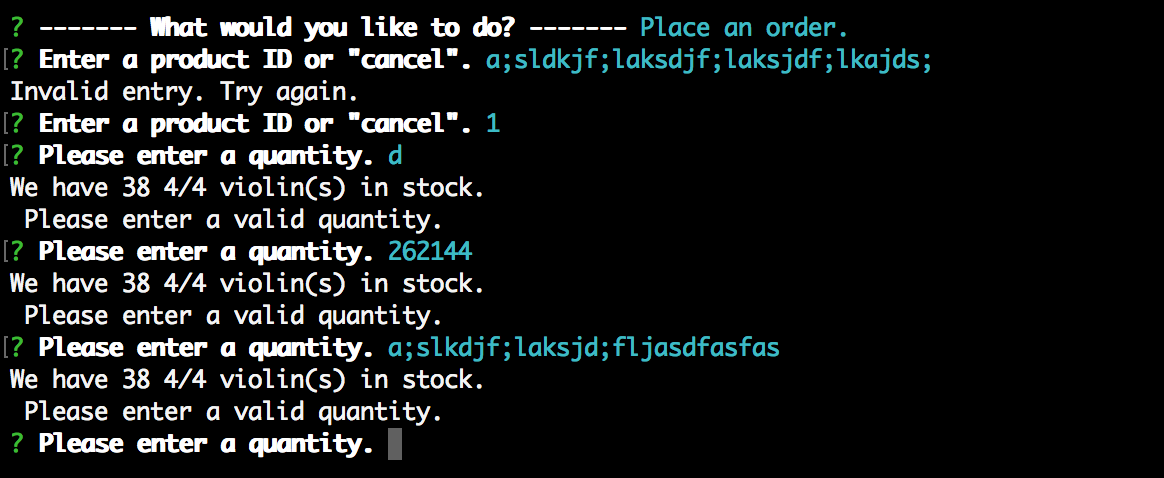 ? ------- What would you like to do? ------- Place an order.
[? Enter a product ID or "cancel". a;sldkjf;laksdjf;laksjdf;lkajds;
Invalid entry. Try again.
[? Enter a product ID or "cancel". 1
[? Please enter a quantity. d
We have 38 4/4 violin(s) in stock.
 Please enter a valid quantity.
[? Please enter a quantity. 262144
We have 38 4/4 violin(s) in stock.
 Please enter a valid quantity.
[? Please enter a quantity. a;slkdjf;laksjd;fljasdfasfas
We have 38 4/4 violin(s) in stock.
 Please enter a valid quantity.
? Please enter a quantity.